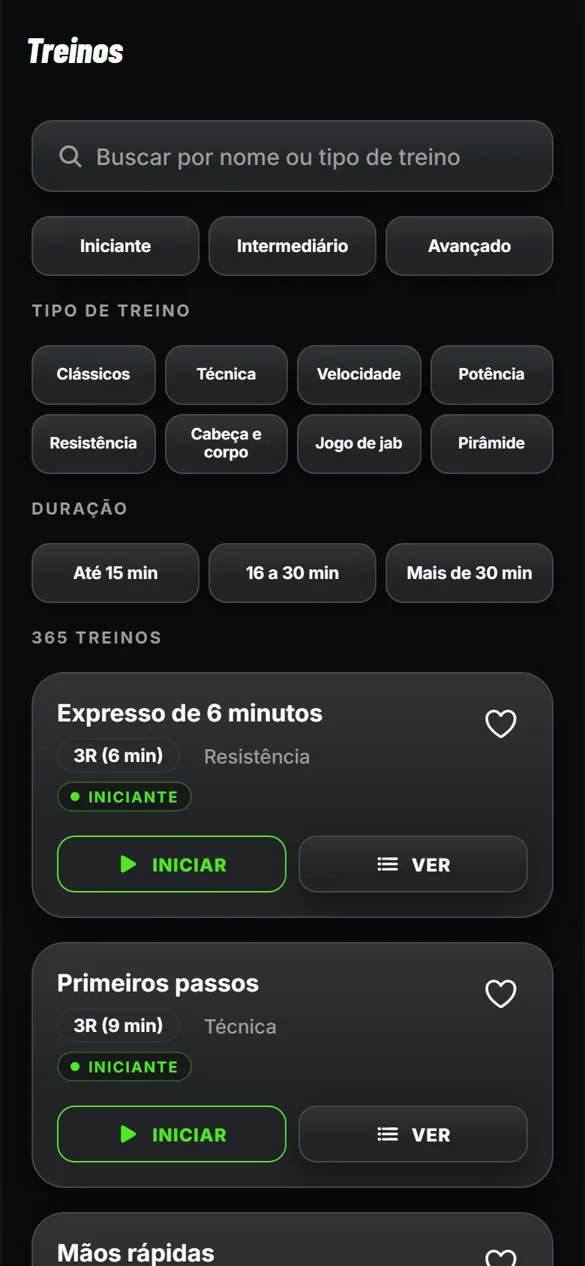 Treinos
Buscar por nome ou tipo de treino
Iniciante
Intermediário
Avançado
TIPO DE TREINO
Clássicos
Técnica
Velocidade
Potência
Resistência
Cabeça e
corpo
Jogo de jab
Pirâmide
DURAÇÃO
Até 15 min
16 a 30 min
Mais de 30 min
365 TREINOS
Expresso de 6 minutos
3R (6 min)
Resistência
INICIANTE
INICIAR
VER
Primeiros passos
3R (9 min)
Técnica
INICIANTE
INICIAR
VER
Mãos rápidas